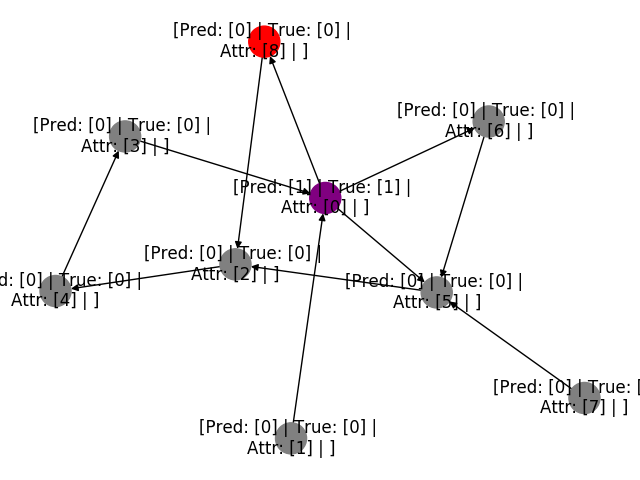 [Pred: [0] | True: [0] |
Attr: [8] | ]
[Pred: [0] | True: [0] |
Attr: [6] | ]
[Pred: [0] | True: [0] |
Attr: [3] | ]
[Pred: [1] | True: [1] |
Attr: [0] | ]
[Pred: [0] | True: [0] |
Attr: [2] | ]
d: [0] | True: [0] |
Attr: [4] | ]
[Pred: [0] | True: [0] |
Attr: [5] | ]
[Pred: [0] | True: [
Attr: [7] | ]
[Pred: [0] | True: [0] |
Attr: [1] | ]